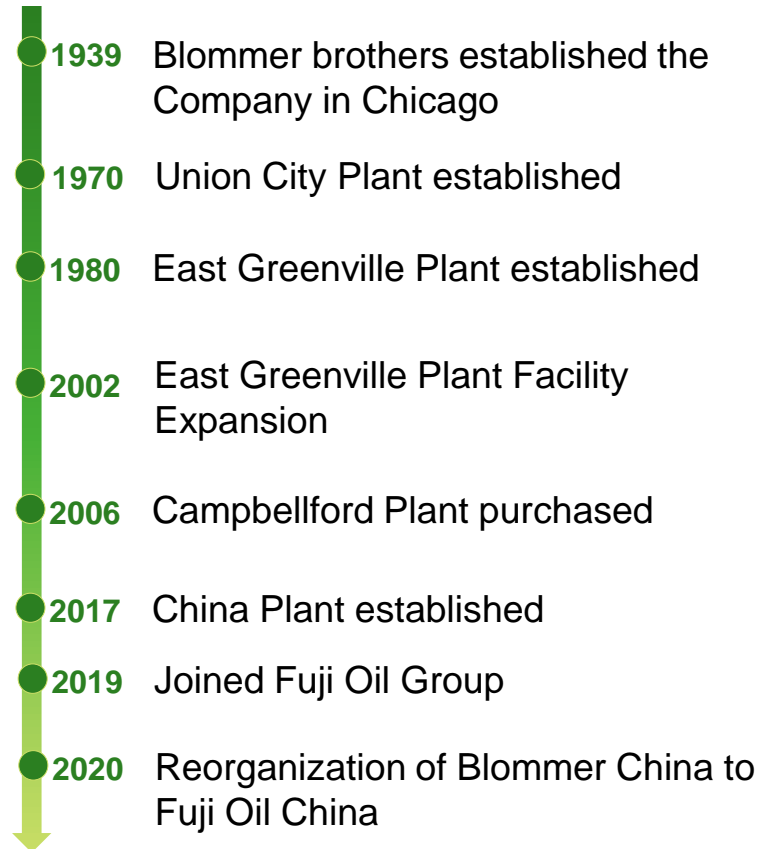 1939 Blommer brothers established the
Company in Chicago
1970 Union City Plant established
1980 East Greenville Plant established
2002 East Greenville Plant Facility
Expansion
2006 Campbellford Plant purchased
2017 China Plant established
2019 Joined Fuji Oil Group
2020 Reorganization of Blommer China to
Fuji Oil China